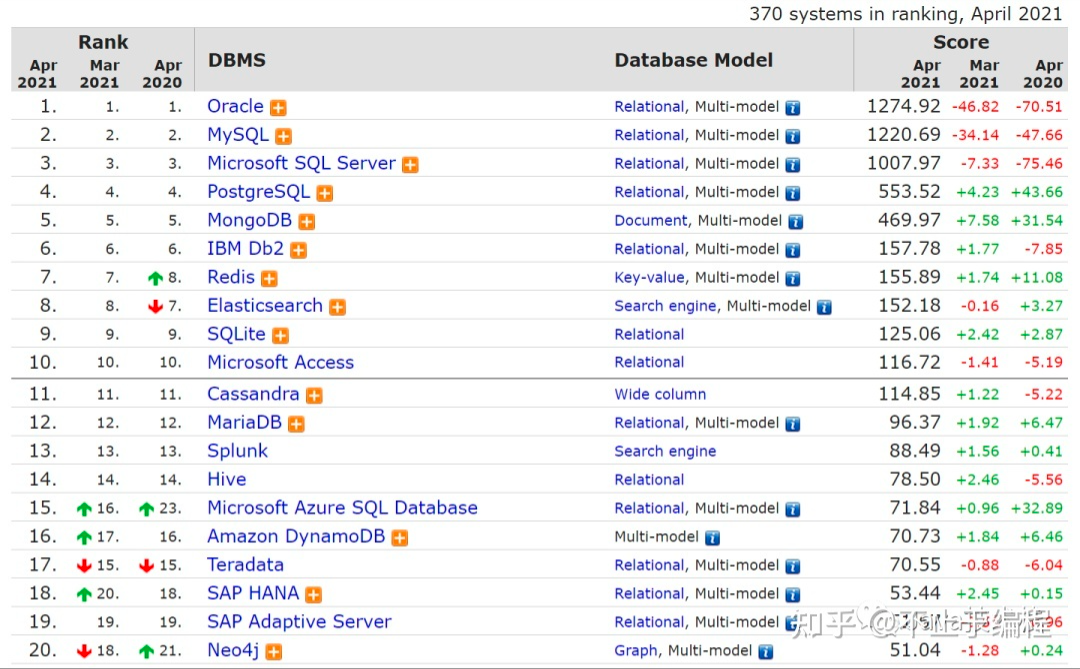 370 systems in ranking, April 2021
Rank DBMS Database Model Score
Apr 2021 Mar 2021 Apr 2020 Apr 2021 Mar 2021 Apr 2020
1. 1. 1. Oracle Relational, Multi-model 1274.92 -46.82 -70.51
2. 2. 2. MySQL Relational, Multi-model 1220.69 -34.14 -47.66
3. 3. 3. Microsoft SQL Server Relational, Multi-model 1007.97 -7.33 -75.46
4. 4. 4. PostgreSQL Relational, Multi-model 553.52 +4.23 +43.66
5. 5. 5. MongoDB Document, Multi-model 469.97 +7.58 +31.54
6. 6. 6. IBM Db2 Relational, Multi-model 157.78 +1.77 -7.85
7. 7. 8. Redis Key-value, Multi-model 155.89 +1.74 +11.08
8. 8. 7. Elasticsearch Search engine, Multi-model 152.18 -0.16 +3.27
9. 9. 9. SQLite Relational 125.06 +2.42 +2.87
10. 10. 10. Microsoft Access Relational 116.72 -1.41 -5.19
11. 11. 11. Cassandra Wide column 114.85 +1.22 -5.22
12. 12. 12. MariaDB Relational, Multi-model 96.37 +1.92 +6.47
13. 13. 13. Splunk Search engine 88.49 +1.56 +0.41
14. 14. 14. Hive Relational 78.50 +2.46 -5.56
15. 16. 23. Microsoft Azure SQL Database Relational, Multi-model 71.84 +0.96 +32.89
16. 17. 16. Amazon DynamoDB Multi-model 70.73 +1.84 +6.46
17. 15. 15. Teradata Relational, Multi-model 70.55 -0.88 -6.04
18. 20. 18. SAP HANA Relational, Multi-model 53.44 +2.45 +0.15
19. 19. 19. SAP Adaptive Server Relational, Multi-model
知乎 @不止于编程
20. 18. 21. Neo4j Graph, Multi-model 51.04 -1.28 +0.24